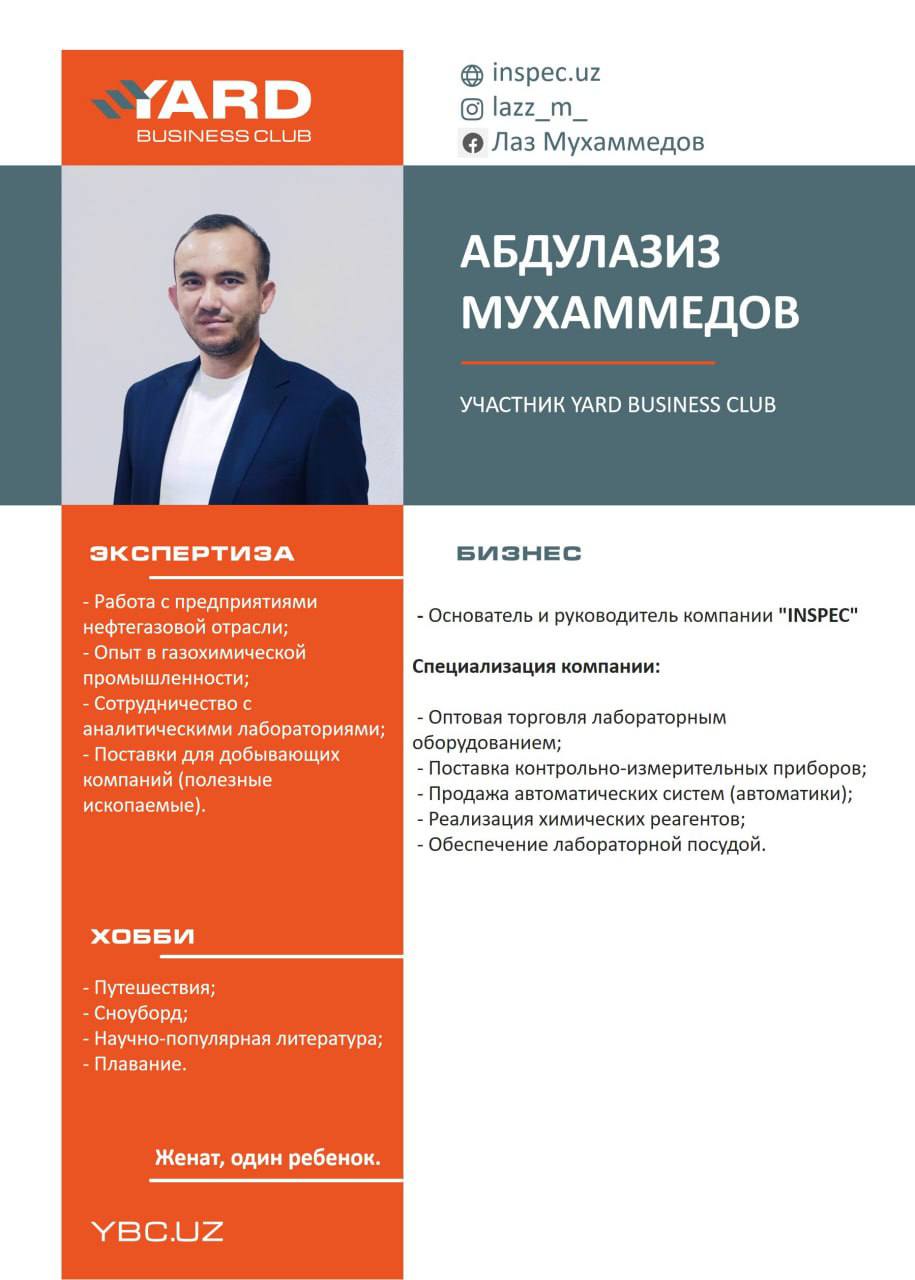 YARD
BUSINESS CLUB
inspec.uz
lazz_m_
Лаз Мухаммедов
АБДУЛАЗИЗ
МУХАММЕДОВ
УЧАСТНИК YARD BUSINESS CLUB
ЭКСПЕРТИЗА
- Работа с предприятиями
нефтегазовой отрасли;
- Опыт в газохимической
промышленности;
- Сотрудничество с
аналитическими лабораториями;
- Поставки для добывающих
компаний (полезные
ископаемые).
БИЗНЕС
- Основатель и руководитель компании "INSPEC"
Специализация компании:
- Оптовая торговля лабораторным
оборудованием;
- Поставка контрольно-измерительных приборов;
- Продажа автоматических систем (автоматики);
- Реализация химических реагентов;
- Обеспечение лабораторной посудой.
ХОББИ
- Путешествия;
- Сноуборд;
- Научно-популярная литература;
- Плавание.
Женат, один ребенок.
YBC.UZ